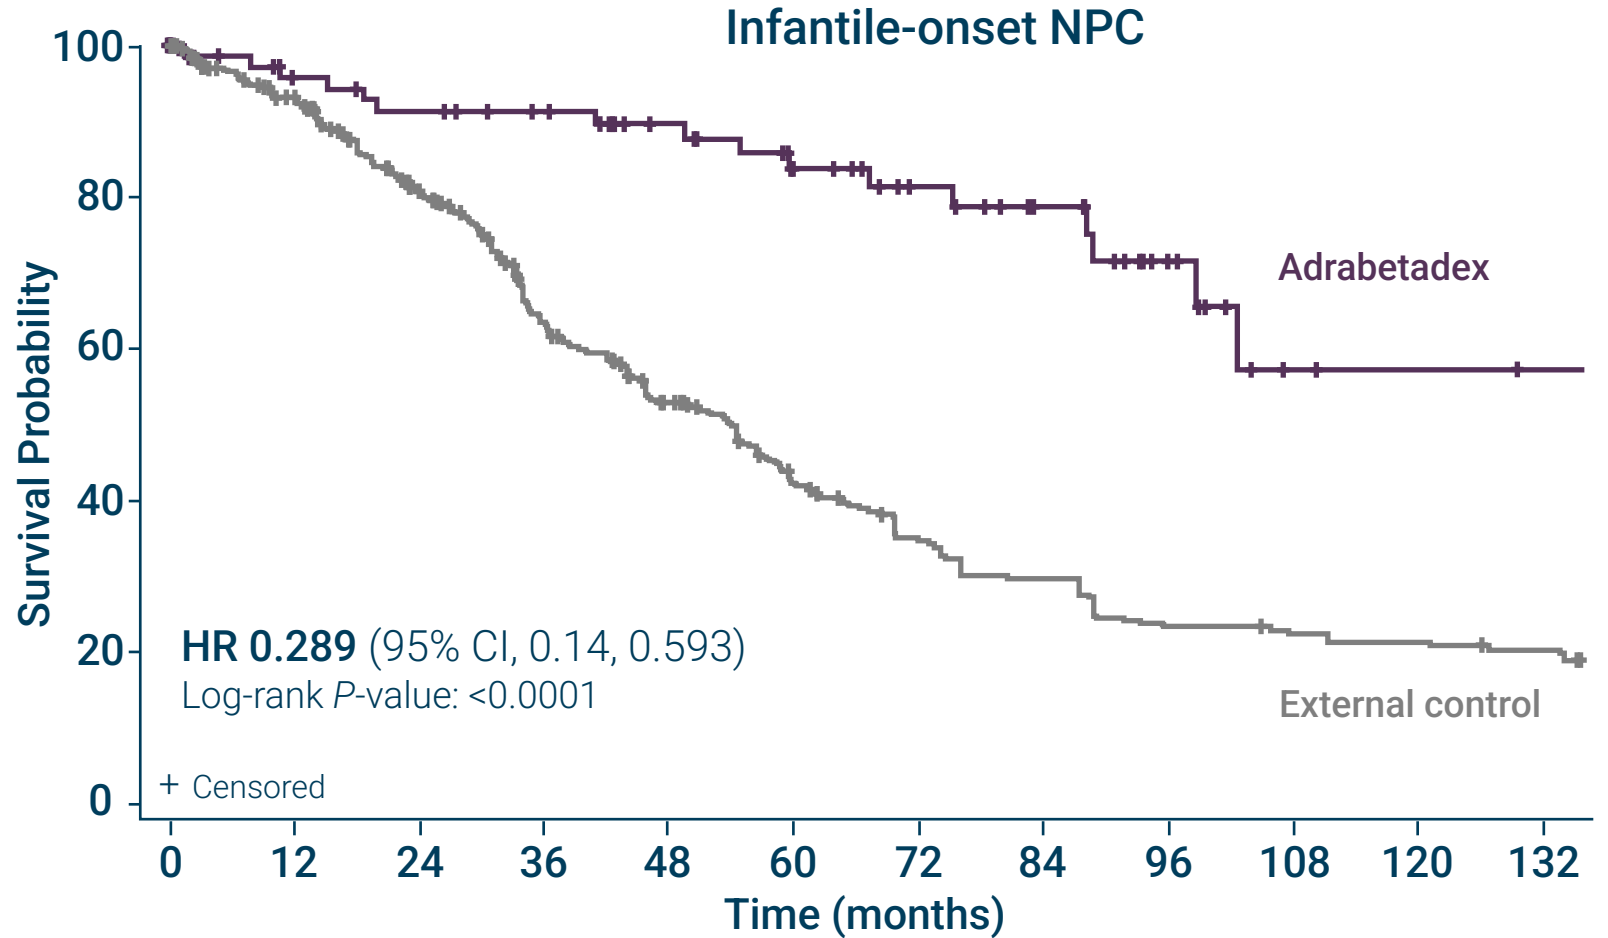 Infantile-onset NPC
Survival Probability
100
80
60
40
20
0
Adrabetadex
External control
HR 0.289 (95% CI, 0.14, 0.593)
Log-rank P-value: <0.0001
+ Censored
0 12 24 36 48 60 72 84 96 108 120 132
Time (months)